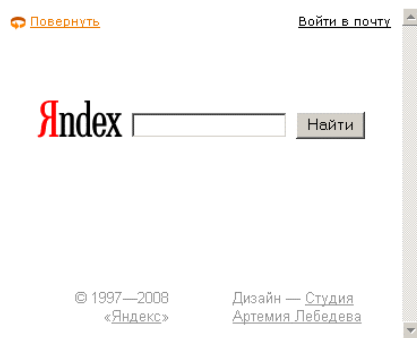 Повернуть
Войти в почту
Яndex
Найти
© 1997—2008
«Яндекс»
Дизайн — Студия
Артемия Лебедева